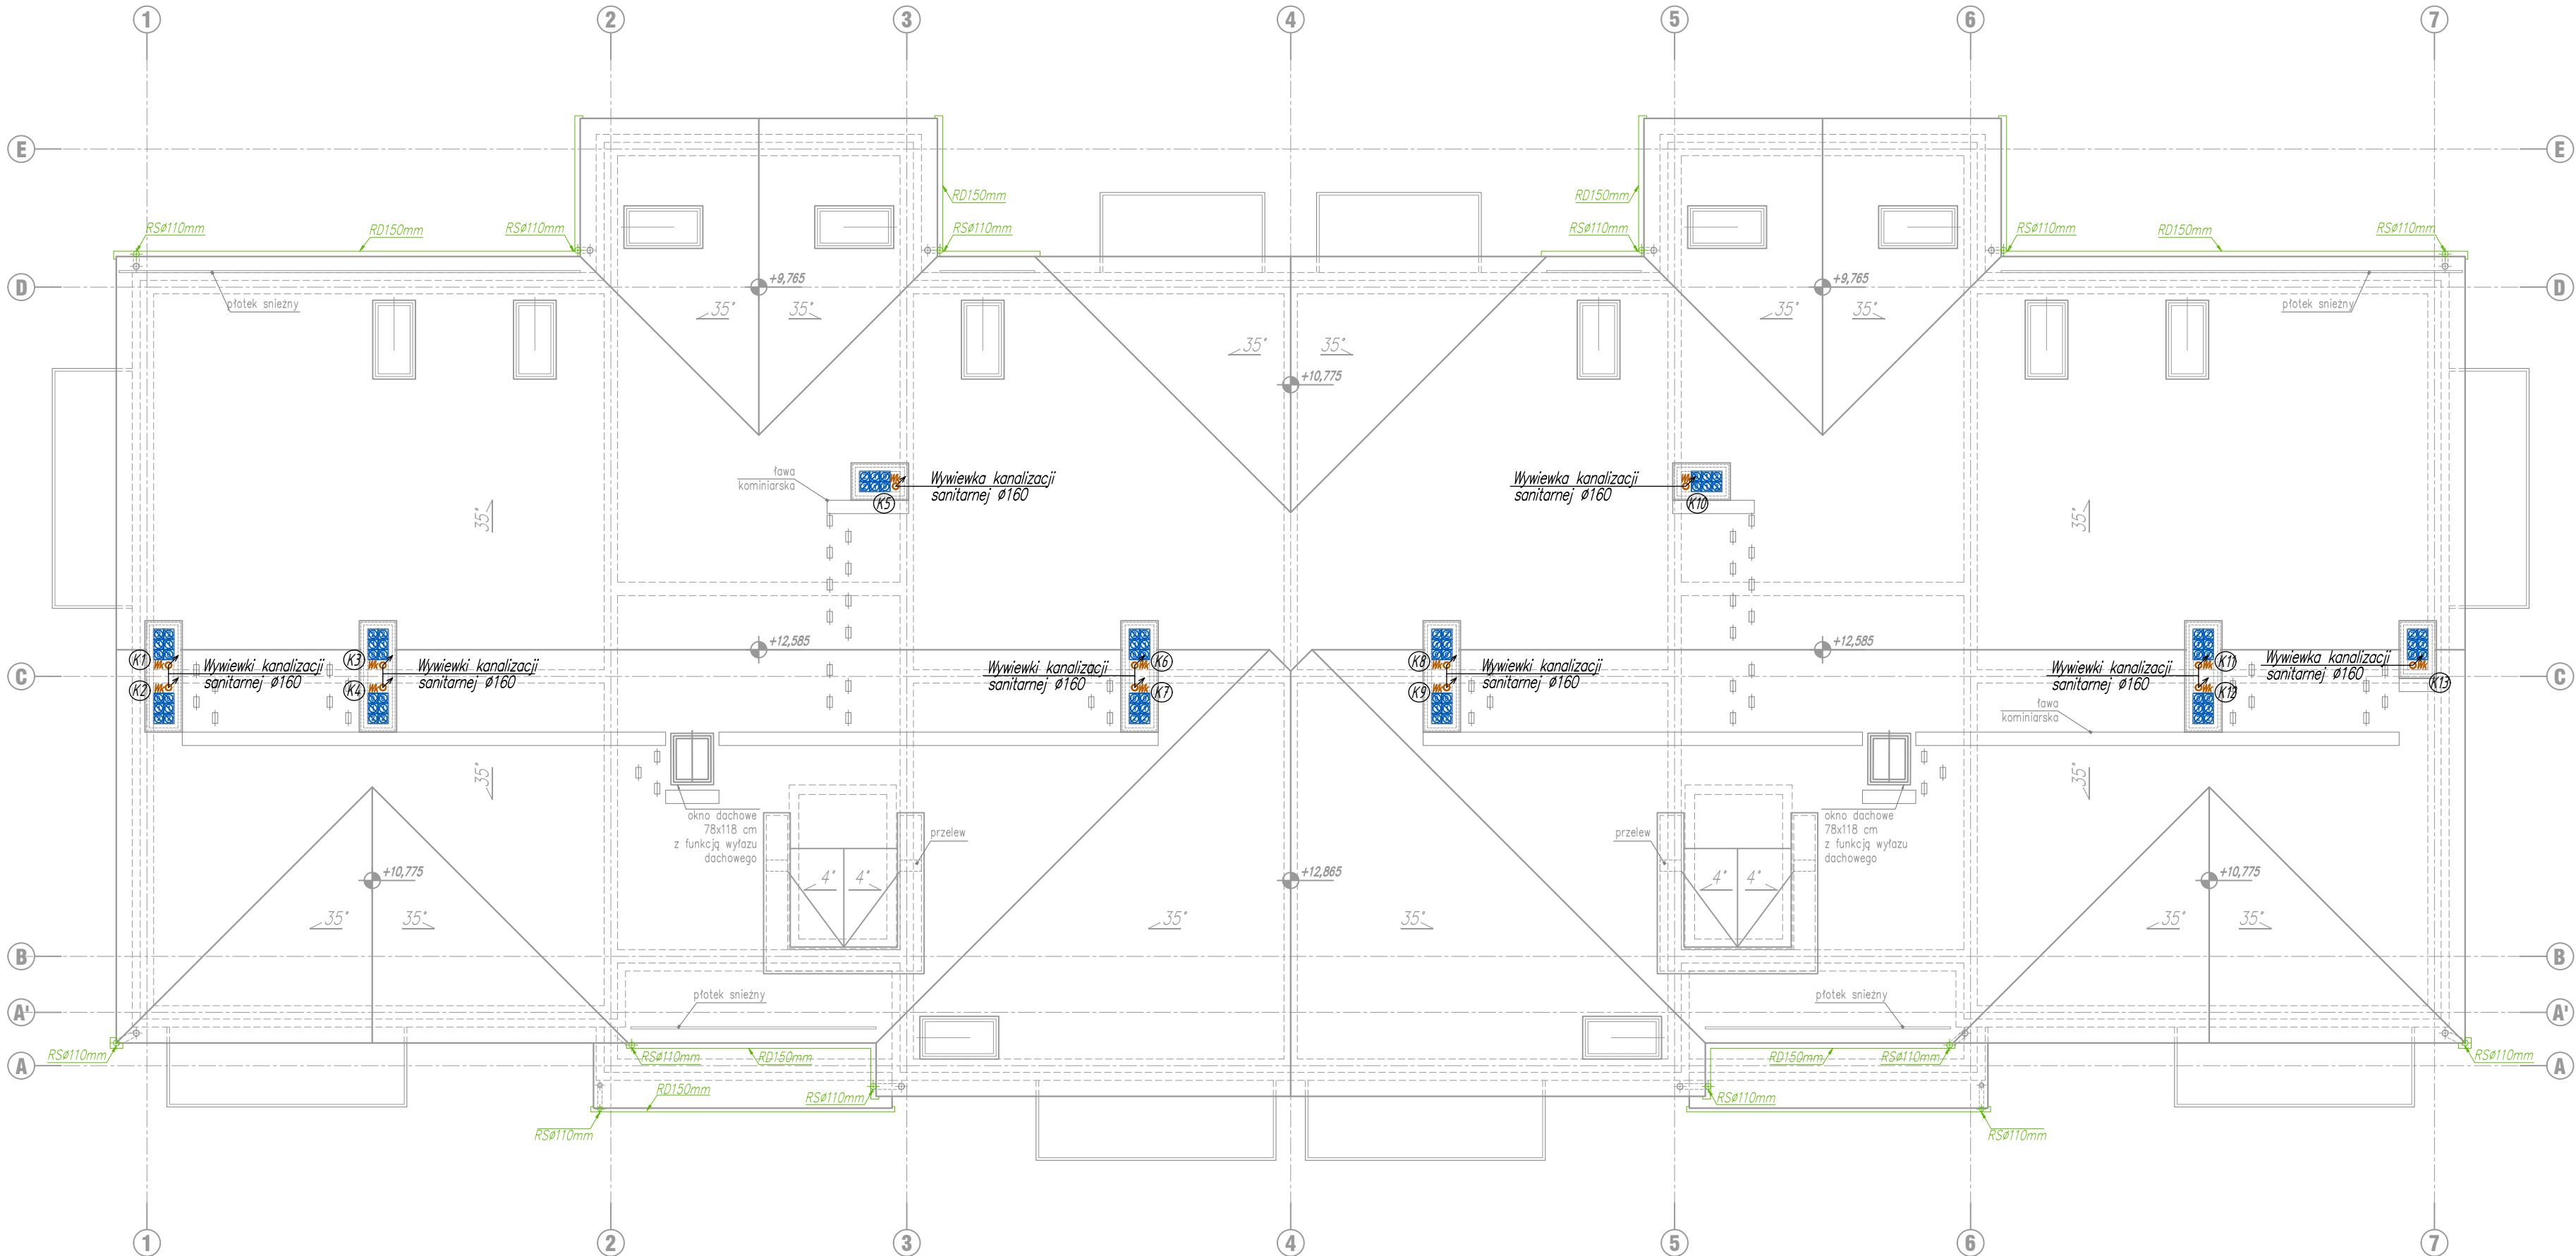 1 2 3 4 5 6 7
E E
RD150mm RD150mm
RSø110mm RD150mm RSø110mm RSø110mm RSø110mm RSø110mm RD150mm RSø110mm
D +9,765 +9,765 D
płotek snieżny 35° 35° 35° 35° płotek snieżny
35° 35°
+10,775
ława
kominiarska
Wywiewka kanalizacji
sanitarnej ø160
K5
Wywiewka kanalizacji
sanitarnej ø160
K10
35° 35°
+12,585 +12,585
K1 K3 K6 K8 K11
Wywiewki kanalizacji
sanitarnej ø160
Wywiewki kanalizacji
sanitarnej ø160
Wywiewki kanalizacji
sanitarnej ø160
Wywiewki kanalizacji
sanitarnej ø160
Wywiewki kanalizacji
sanitarnej ø160
Wywiewka kanalizacji
sanitarnej ø160
C C
K2 K4 K7 K9 K12 K13
ława
kominiarska
35° 35°
okno dachowe
78x118 cm
z funkcją wyłazu
dachowego
przelew
przelew
okno dachowe
78x118 cm
z funkcją wyłazu
dachowego
+10,775 4° 4° +12,865 4° 4° +10,775
35° 35° 35° 35° 35° 35°
B B
płotek snieżny płotek snieżny
A' A'
RSø110mm RSø110mm RD150mm RD150mm RSø110mm RSø110mm
A A
RD150mm RSø110mm RSø110mm
RSø110mm RSø110mm
1 2 3 4 5 6 7